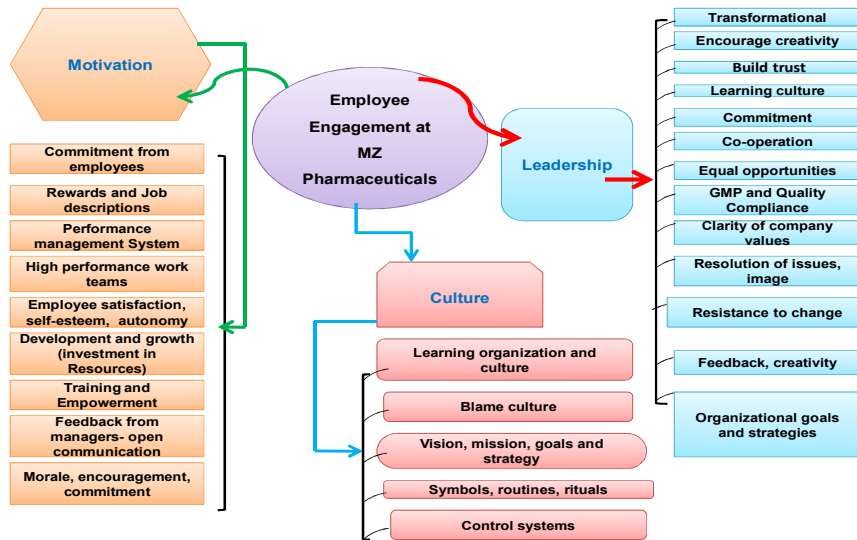 Motivation
Employee
Engagement at
MZ
Pharmaceuticals
Leadership
Culture
Commitment from
employees
Rewards and Job
descriptions
Performance
management System
High performance work
teams
Employee satisfaction,
self-esteem, autonomy
Development and growth
(investment in
Resources)
Training and
Empowerment
Feedback from
managers- open
communication
Morale, encouragement,
commitment
Learning organization and
culture
Blame culture
Vision, mission, goals and
strategy
Symbols, routines, rituals
Control systems
Transformational
Encourage creativity
Build trust
Learning culture
Commitment
Co-operation
Equal opportunities
GMP and Quality
Compliance
Clarity of company
values
Resolution of issues,
image
Resistance to change
Feedback, creativity
Organizational goals
and strategies